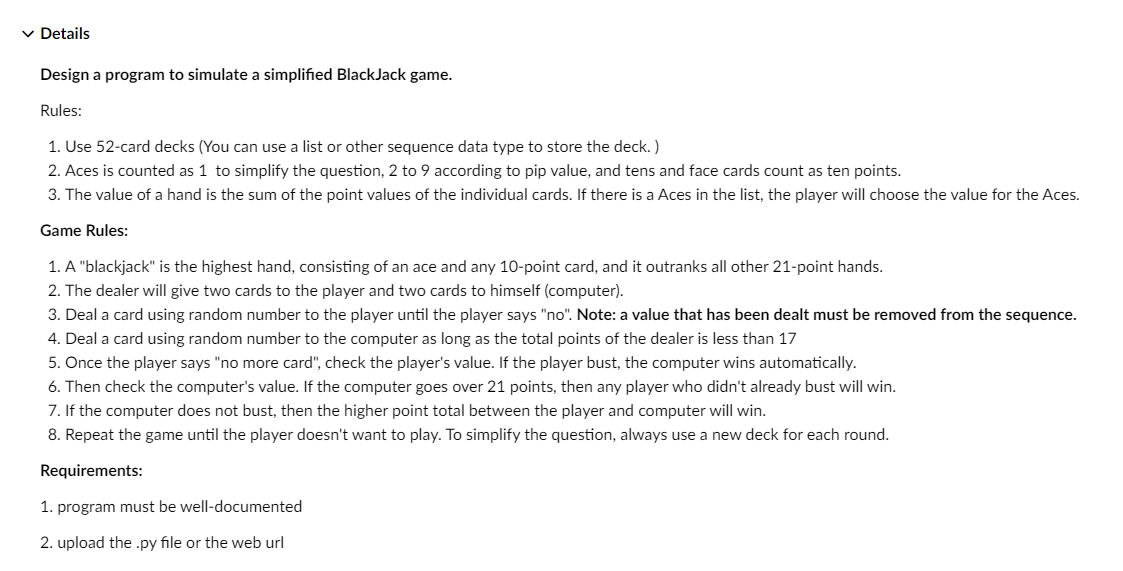 Details
Design a program to simulate a simplified BlackJack game.
Rules:
1. Use 52-card decks (You can use a list or other sequence data type to store the deck. )
2. Aces is counted as 1  to simplify the question, 2 to 9 according to pip value, and tens and face cards count as ten points.
3. The value of a hand is the sum of the point values of the individual cards. If there is a Aces in the list, the player will choose the value for the Aces.
Game Rules:
1. A "blackjack" is the highest hand, consisting of an ace and any 10-point card, and it outranks all other 21-point hands.
2. The dealer will give two cards to the player and two cards to himself (computer).
3. Deal a card using random number to the player until the player says "no". Note: a value that has been dealt must be removed from the sequence.
4. Deal a card using random number to the computer as long as the total points of the dealer is less than 17
5. Once the player says "no more card", check the player's value. If the player bust, the computer wins automatically.
6. Then check the computer's value. If the computer goes over 21 points, then any player who didn't already bust will win.
7. If the computer does not bust, then the higher point total between the player and computer will win.
8. Repeat the game until the player doesn't want to play. To simplify the question, always use a new deck for each round.
Requirements:
1. program must be well-documented
2. upload the .py file or the web url